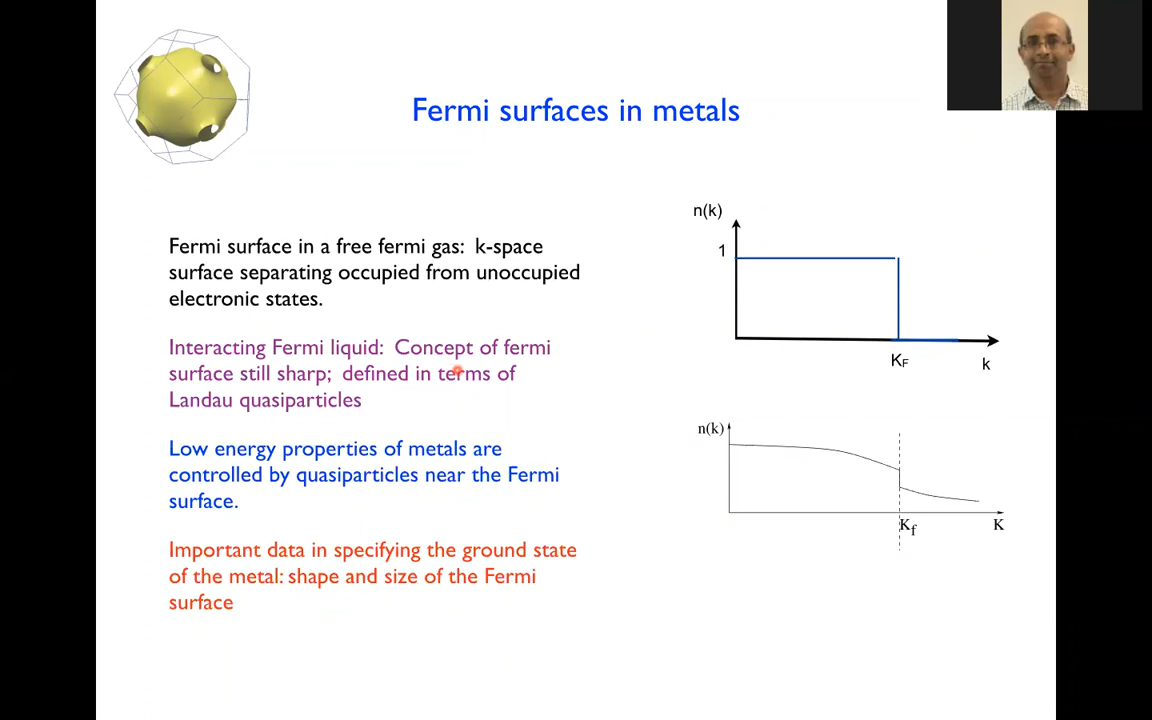 Fermi surfaces in metals
Fermi surface in a free fermi gas: k-space
surface separating occupied from unoccupied
electronic states.
Interacting Fermi liquid: Concept of fermi
surface still sharp; defined in terms of
Landau quasiparticles
Low energy properties of metals are
controlled by quasiparticles near the Fermi
surface.
Important data in specifying the ground state
of the metal: shape and size of the Fermi
surface
n(k)
1
KF
k
n(k)
Kf
K